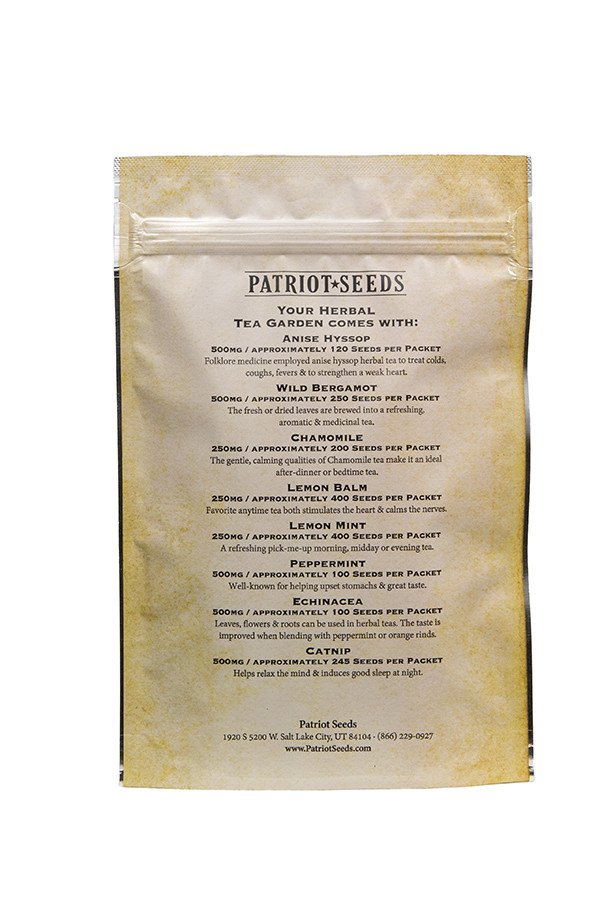 PATRIOT★SEEDS
Your Herbal
Tea Garden comes with:
Anise Hyssop
500mg / approximately 120 Seeds per Packet
Folklore medicine employed anise hyssop herbal tea to treat colds,
coughs, fevers & to strengthen a weak heart.
Wild Bergamot
500mg / approximately 250 Seeds per Packet
The fresh or dried leaves are brewed into a refreshing,
aromatic & medicinal tea.
Chamomile
250mg / approximately 200 Seeds per Packet
The gentle, calming qualities of Chamomile tea make it an ideal
after-dinner or bedtime tea.
Lemon Balm
250mg / approximately 400 Seeds per Packet
Favorite anytime tea both stimulates the heart & calms the nerves.
Lemon Mint
250mg / approximately 400 Seeds per Packet
A refreshing pick-me-up morning, midday or evening tea.
Peppermint
500mg / approximately 100 Seeds per Packet
Well-known for helping upset stomachs & great taste.
Echinacea
500mg / approximately 100 Seeds per Packet
Leaves, flowers & roots can be used in herbal teas. The taste is
improved when blending with peppermint or orange rinds.
Catnip
500mg / approximately 245 Seeds per Packet
Helps relax the mind & induces good sleep at night.
Patriot Seeds
1920 S 5200 W. Salt Lake City, UT 84104 - (866) 229-0927
www.PatriotSeeds.com